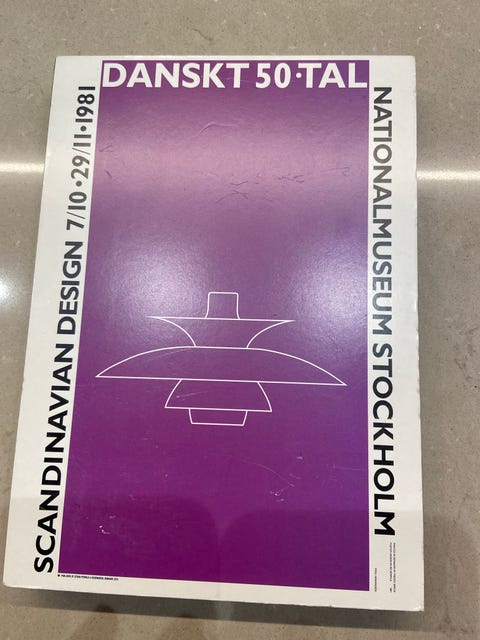 DANSKT 50·TAL
SCANDINAVIAN DESIGN 7/10·29/11·1981
NATIONALMUSEUM STOCKHOLM